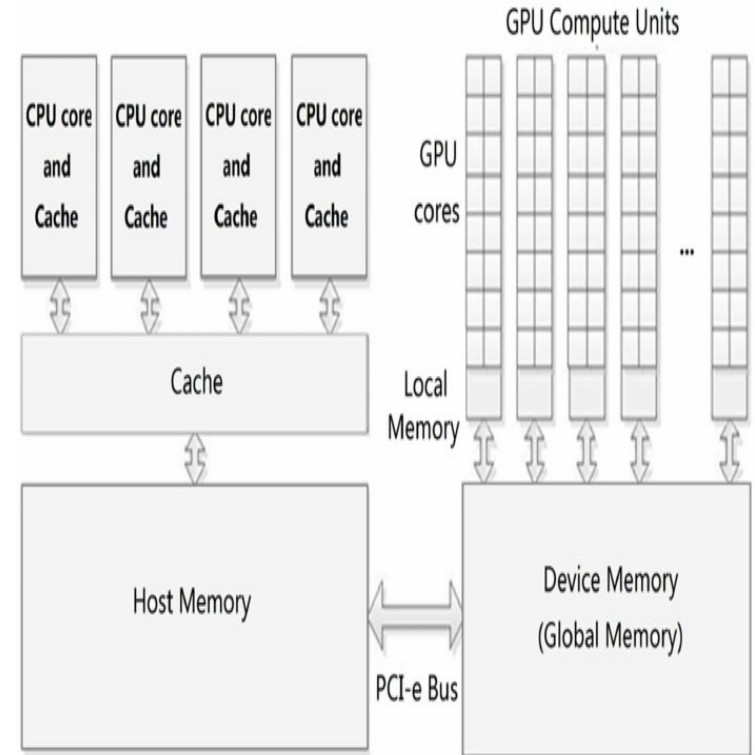 GPU Compute Units
CPU core
and
Cache
CPU core
and
Cache
CPU core
and
Cache
CPU core
and
Cache
GPU
cores
...
Cache
Local
Memory
Host Memory
Device Memory
(Global Memory)
PCI-e Bus